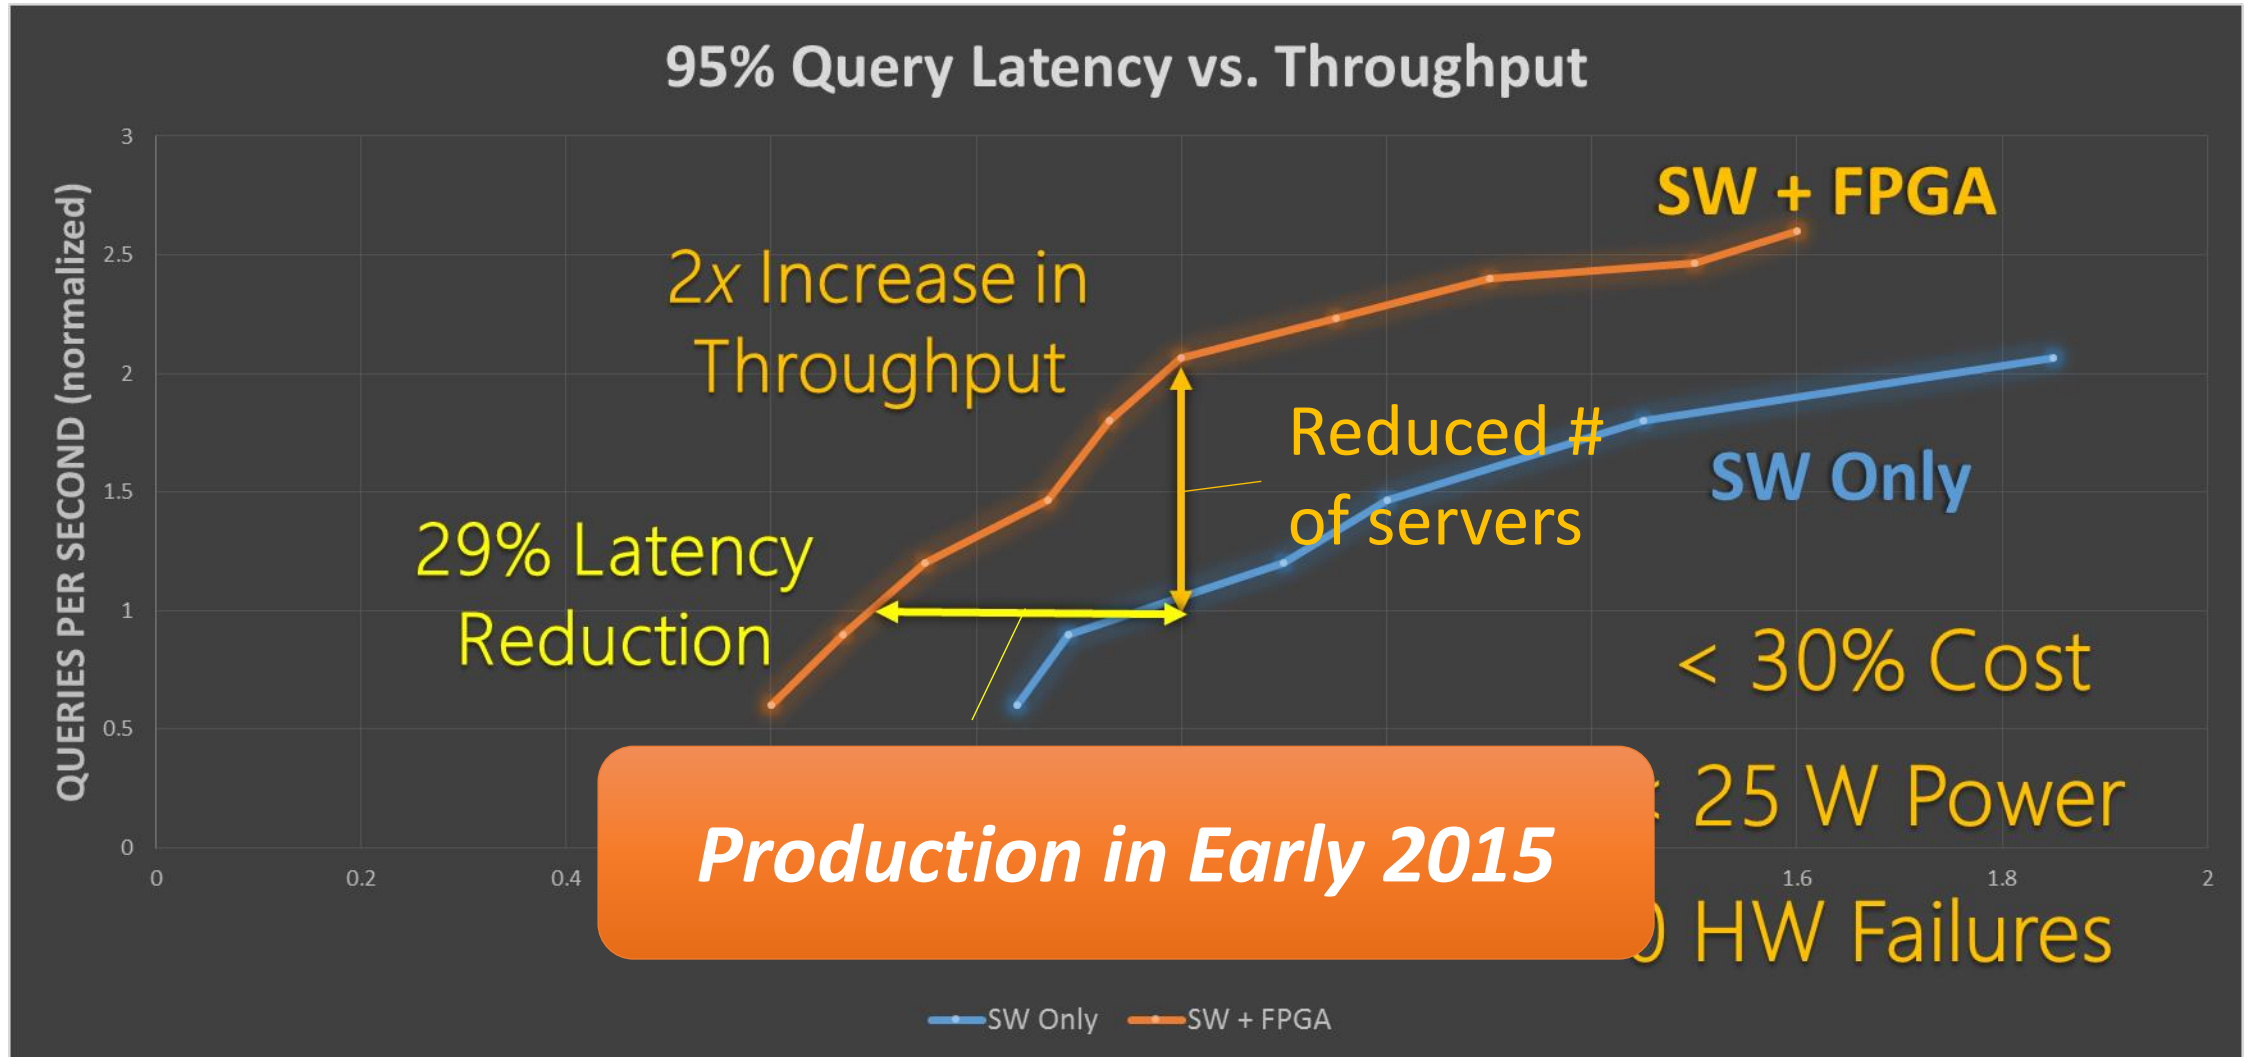 95% Query Latency vs. Throughput
QUERIES PER SECOND (normalized)
3
2.5
2
1.5
1
0.5
0
0
0.2
0.4
1.6
1.8
2
SW + FPGA
2x Increase in
Throughput
Reduced #
of servers
SW Only
29% Latency
Reduction
< 30% Cost
25 W Power
HW Failures
Production in Early 2015
SW Only
SW + FPGA